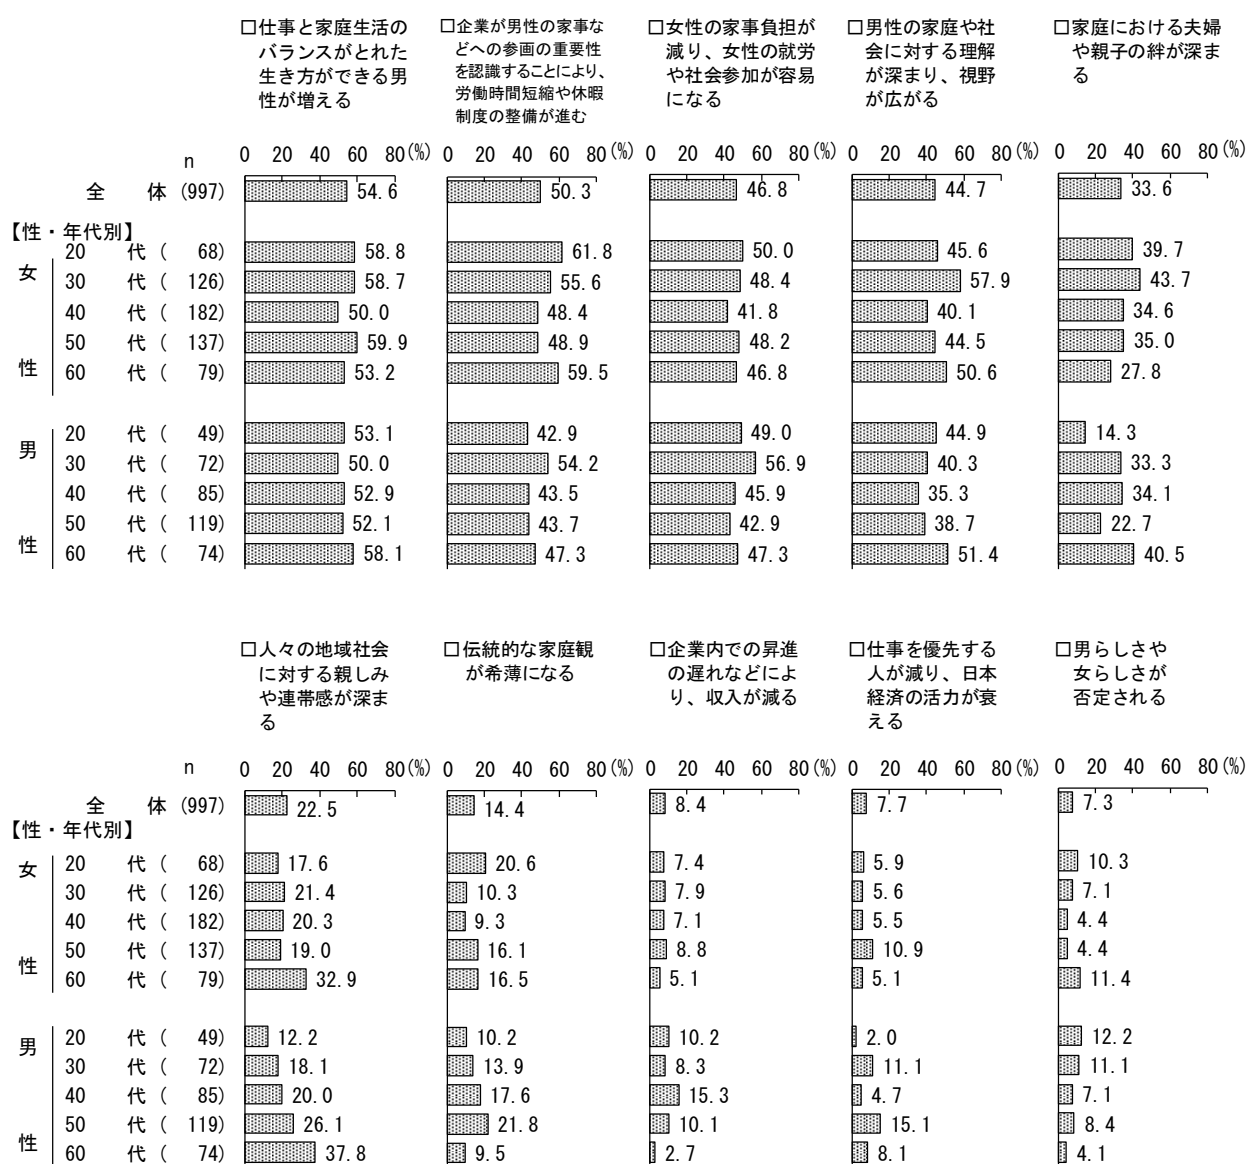 □仕事と家庭生活の
バランスがとれた
生き方ができる男
性が増える
□企業が男性の家事な
どへの参画の重要性
を認識することにより、
労働時間短縮や休暇
制度の整備が進む
□女性の家事負担が
減り、女性の就労
や社会参加が容易
になる
□男性の家庭や社
会に対する理解
が深まり、視野
が広がる
□家庭における夫婦
や親子の絆が深ま
る
n 0 20 40 60 80(%) 0 20 40 60 80(%) 0 20 40 60 80(%) 0 20 40 60 80(%) 0 20 40 60 80(%)
全 体 (997) 54.6 50.3 46.8 44.7 33.6
【性・年代別】
女性
20 代 ( 68) 58.8 61.8 50.0 45.6 39.7
30 代 ( 126) 58.7 55.6 48.4 57.9 43.7
40 代 ( 182) 50.0 48.4 41.8 40.1 34.6
50 代 ( 137) 59.9 48.9 48.2 44.5 35.0
60 代 ( 79) 53.2 59.5 46.8 50.6 27.8
男性
20 代 ( 49) 53.1 42.9 49.0 44.9 14.3
30 代 ( 72) 50.0 54.2 56.9 40.3 33.3
40 代 ( 85) 52.9 43.5 45.9 35.3 34.1
50 代 ( 119) 52.1 43.7 42.9 38.7 22.7
60 代 ( 74) 58.1 47.3 47.3 51.4 40.5
□人々の地域社会
に対する親しみ
や連帯感が深ま
る
□伝統的な家庭観
が希薄になる
□企業内での昇進
の遅れなどによ
り、収入が減る
□仕事を優先する
人が減り、日本
経済の活力が衰
える
□男らしさや
女らしさが
否定される
n 0 20 40 60 80(%) 0 20 40 60 80(%) 0 20 40 60 80(%) 0 20 40 60 80(%) 0 20 40 60 80(%)
全 体 (997) 22.5 14.4 8.4 7.7 7.3
【性・年代別】
女性
20 代 ( 68) 17.6 20.6 7.4 5.9 10.3
30 代 ( 126) 21.4 10.3 7.9 5.6 7.1
40 代 ( 182) 20.3 9.3 7.1 5.5 4.4
50 代 ( 137) 19.0 16.1 8.8 10.9 4.4
60 代 ( 79) 32.9 16.5 5.1 5.1 11.4
男性
20 代 ( 49) 12.2 10.2 10.2 2.0 12.2
30 代 ( 72) 18.1 13.9 8.3 11.1 11.1
40 代 ( 85) 20.0 17.6 15.3 4.7 7.1
50 代 ( 119) 26.1 21.8 10.1 15.1 8.4
60 代 ( 74) 37.8 9.5 2.7 8.1 4.1